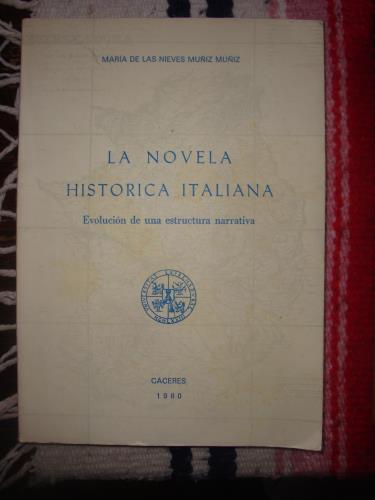 MARIA DE LAS NIEVES MUÑIZ MUÑIZ
LA NOVELA
HISTORICA ITALIANA
Evolución de una estructura narrativa
CACERES
1980